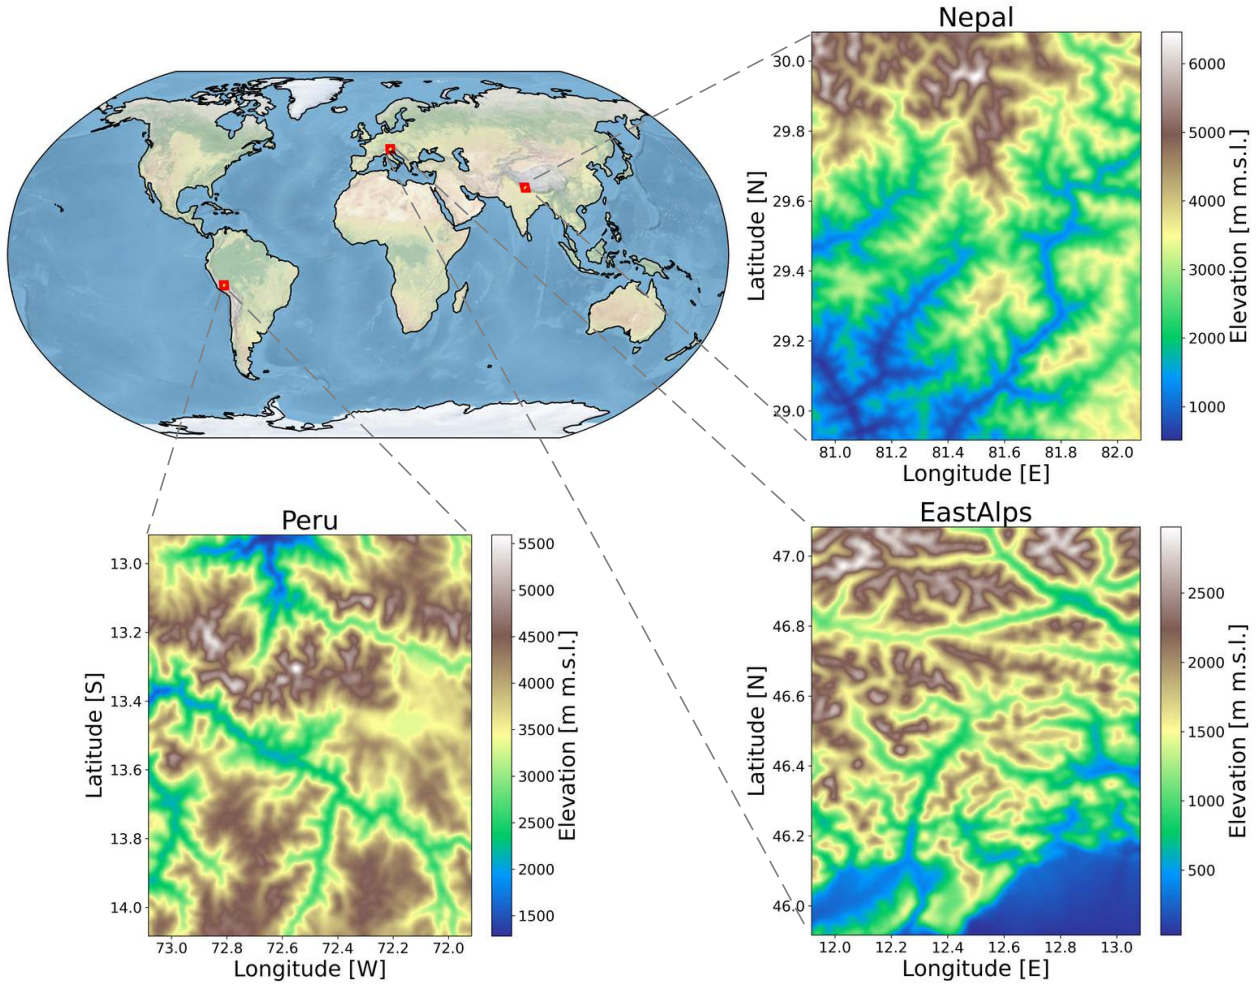 Nepal
30.0
29.8
29.6
29.4
29.2
29.0
Latitude [N]
81.0 81.2 81.4 81.6 81.8 82.0
Longitude [E]
6000
5000
4000
3000
2000
1000
Elevation [m m.s.l.]
Peru
13.0
13.2
13.4
13.6
13.8
14.0
Latitude [S]
73.0 72.8 72.6 72.4 72.2 72.0
Longitude [W]
5500
5000
4500
4000
3500
3000
2500
2000
1500
Elevation [m m.s.l.]
EastAlps
47.0
46.8
46.6
46.4
46.2
46.0
Latitude [N]
12.0 12.2 12.4 12.6 12.8 13.0
Longitude [E]
2500
2000
1500
1000
500
Elevation [m m.s.l.]